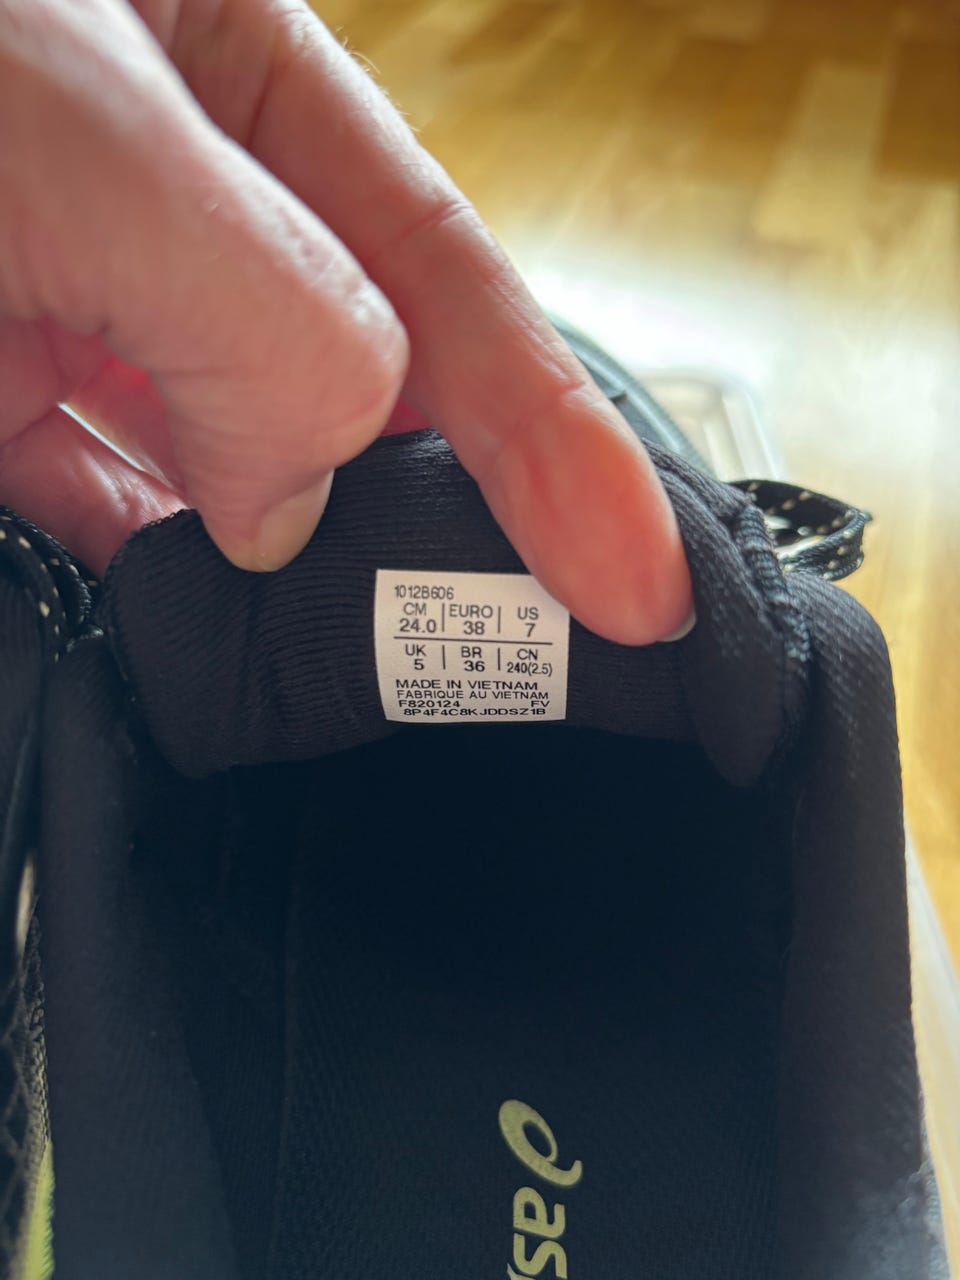 1012B606
CM | EURO | US
24.0 | 38 | 7
UK | BR | CN
5 | 36 | 240(2.5)
MADE IN VIETNAM
FABRIQUE AU VIETNAM
F820124 FV
8P4F4C8KJDDSZ1B
asi